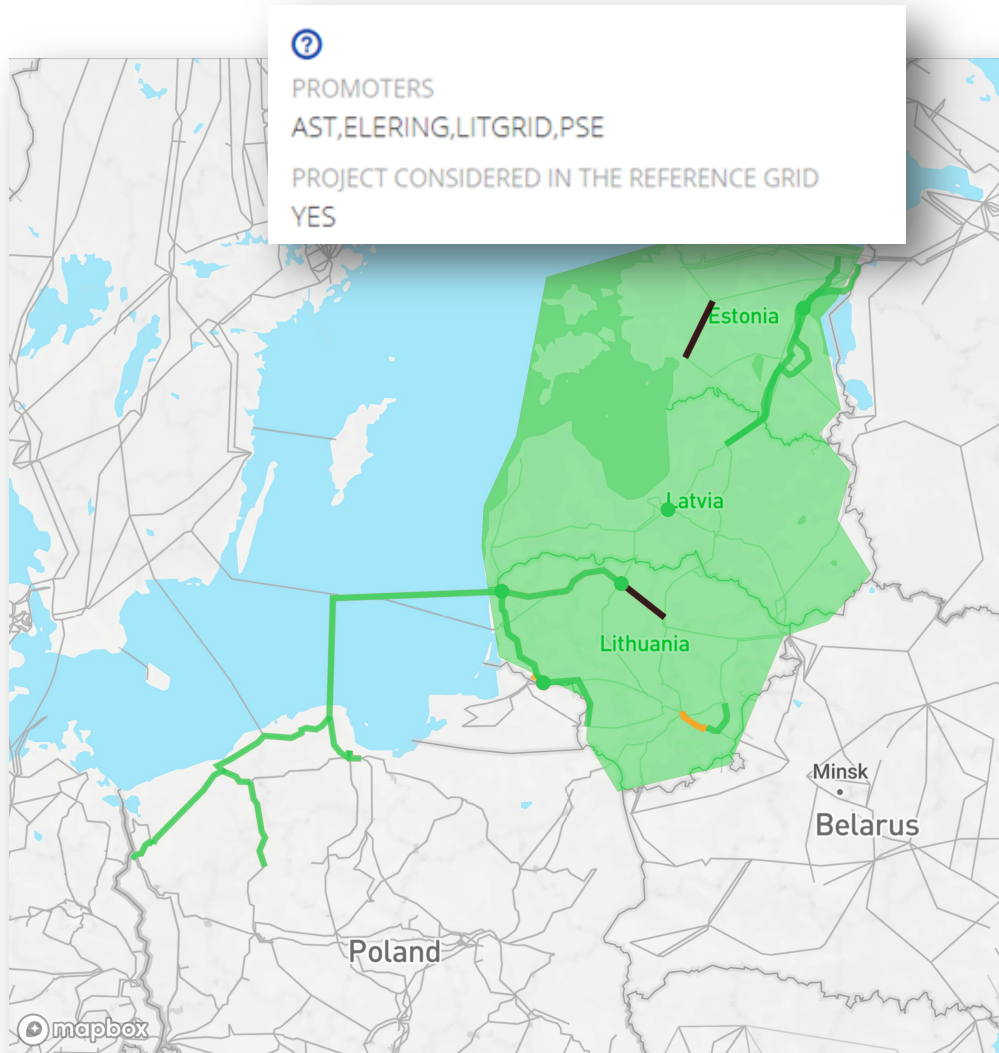 ?
PROMOTERS
AST,ELERING,LITGRID,PSE
PROJECT CONSIDERED IN THE REFERENCE GRID
YES
Estonia
Latvia
Lithuania
Minsk
Belarus
Poland
mapbox